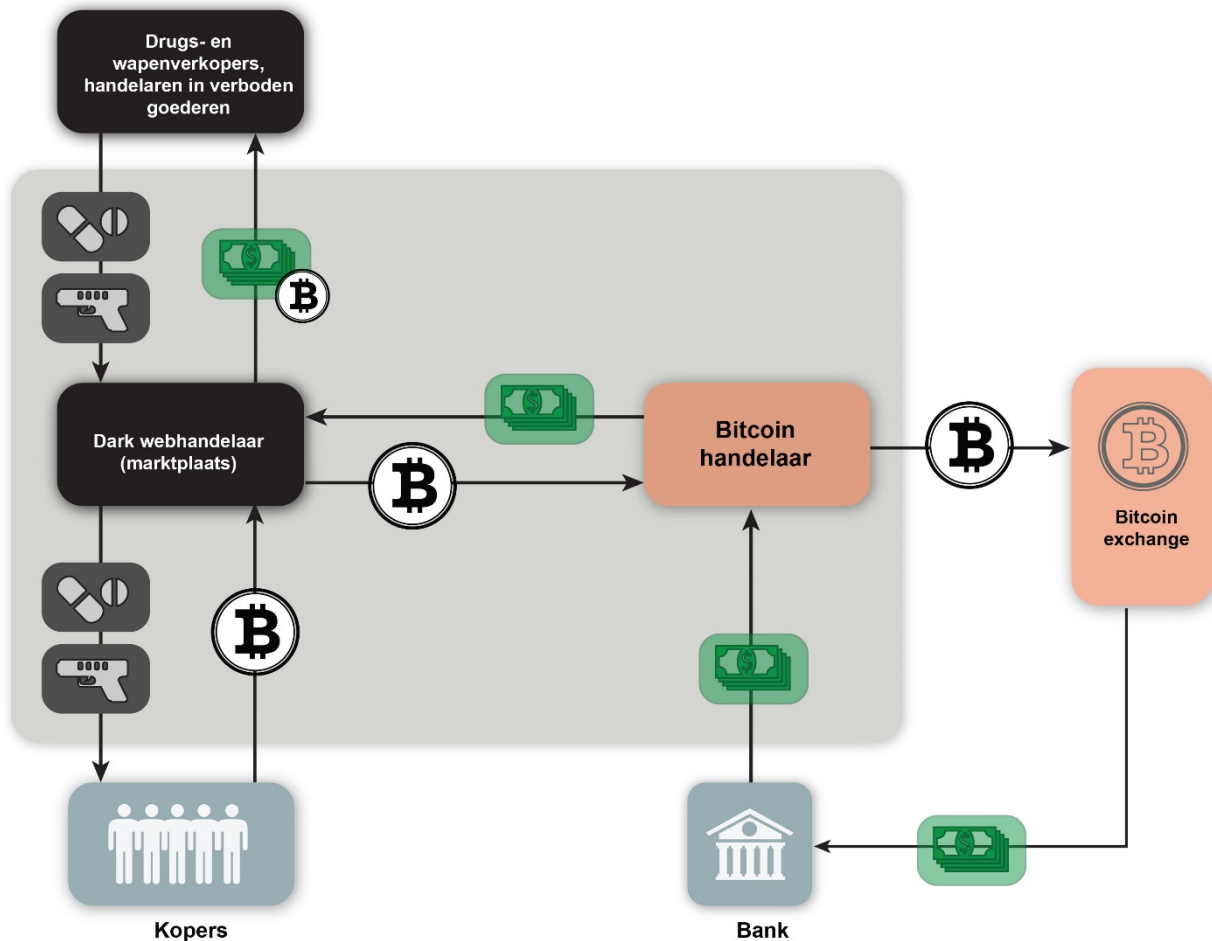 Drugs- en
wapenverkopers,
handelaren in verboden
goederen
Dark webhandelaar
(marktplaats)
Bitcoin
handelaar
Bitcoin
exchange
Kopers
Bank